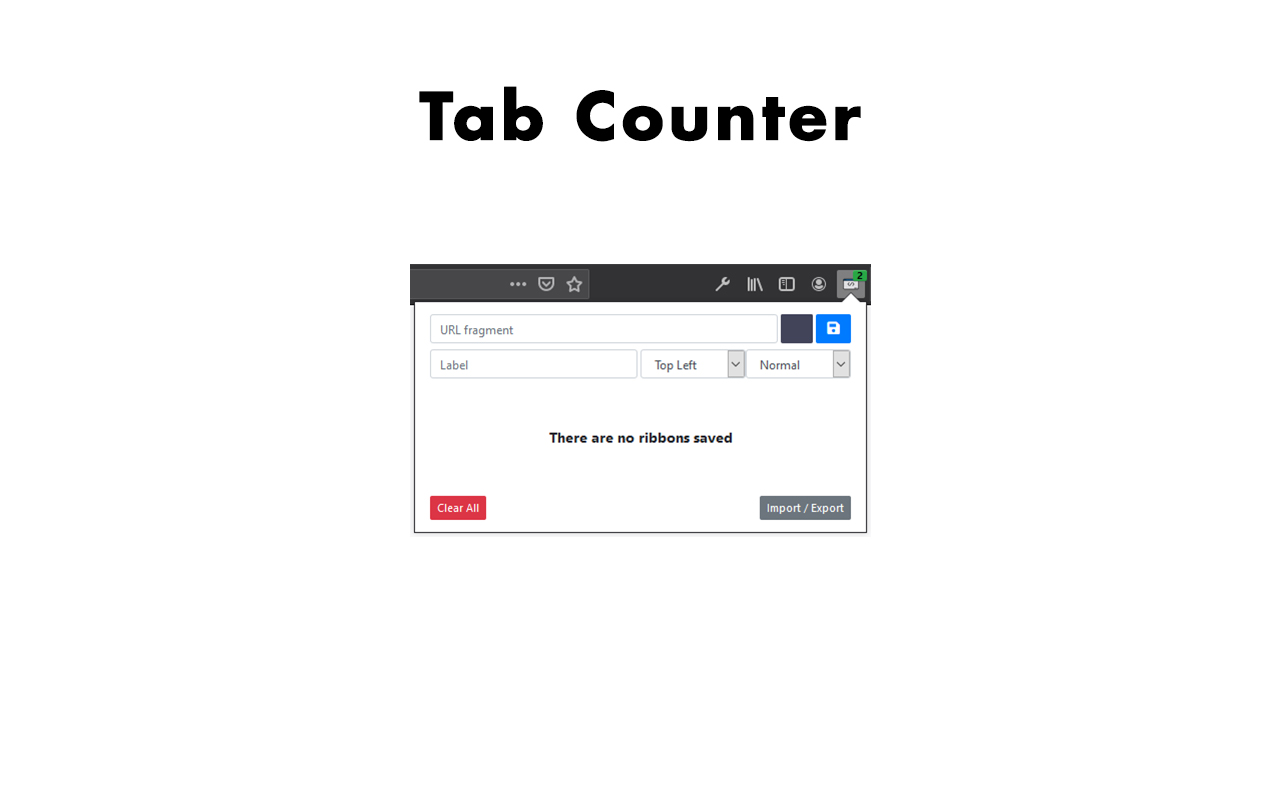 Tab Counter
2
URL fragment
Label
Top Left
Normal
There are no ribbons saved
Clear All
Import / Export